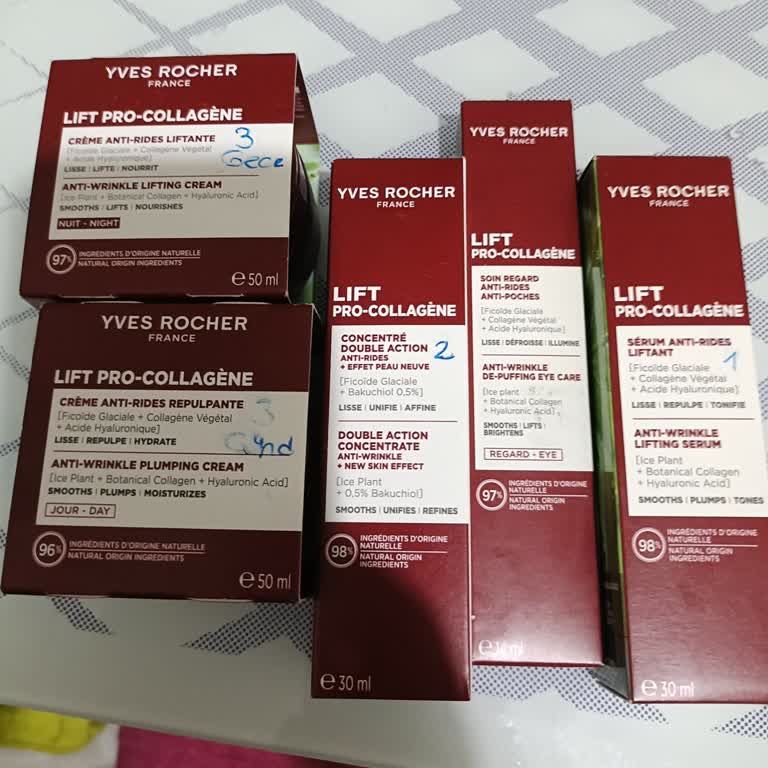 YVES ROCHER
FRANCE
LIFT PRO-COLLAGÈNE
CRÈME ANTI-RIDES LIFTANTE 3
[Ficoïde Glaciale + Collagène Végétal Gece
+ Acide Hyaluronique]
LISSE | LIFTE | NOURRIT
ANTI-WRINKLE LIFTING CREAM
[Ice Plant + Botanical Collagen + Hyaluronic Acid]
SMOOTHS | LIFTS | NOURISHES
NUIT - NIGHT
97% INGRÉDIENTS D'ORIGINE NATURELLE
NATURAL ORIGIN INGREDIENTS
e 50 ml
YVES ROCHER
FRANCE
LIFT PRO-COLLAGÈNE
CRÈME ANTI-RIDES REPULPANTE 3
[Ficoïde Glaciale + Collagène Végétal
+ Acide Hyaluronique]
LISSE | REPULPE | HYDRATE
ANTI-WRINKLE PLUMPING CREAM
[Ice Plant + Botanical Collagen + Hyaluronic Acid]
SMOOTHS | PLUMPS | MOISTURIZES
JOUR - DAY
96% INGRÉDIENTS D'ORIGINE NATURELLE
NATURAL ORIGIN INGREDIENTS
e 50 ml
YVES ROCHER
FRANCE
LIFT
PRO-COLLAGÈNE
CONCENTRÉ
DOUBLE ACTION 2
ANTI-RIDES
+ EFFET PEAU NEUVE
[Ficoïde Glaciale
+ Bakuchiol 0,5%]
LISSE | UNIFIE | AFFINE
DOUBLE ACTION
CONCENTRATE
ANTI-WRINKLE
+ NEW SKIN EFFECT
[Ice Plant
+ 0,5% Bakuchiol]
SMOOTHS | UNIFIES | REFINES
98% INGRÉDIENTS D'ORIGINE
NATURELLE
NATURAL ORIGIN
INGREDIENTS
e 30 ml
YVES ROCHER
FRANCE
LIFT
PRO-COLLAGÈNE
SOIN REGARD
ANTI-RIDES
ANTI-POCHES
[Ficoïde Glaciale
+ Collagène Végétal
+ Acide Hyaluronique]
LISSE | DÉFROISSE | ILLUMINE
ANTI-WRINKLE
DE-PUFFING EYE CARE
[Ice plant
+ Botanical Collagen
+ Hyaluronic Acid]
SMOOTHS | LIFTS |
BRIGHTENS
REGARD - EYE
97% INGRÉDIENTS D'ORIGINE
NATURELLE
NATURAL ORIGIN
INGREDIENTS
YVES ROCHER
FRANCE
LIFT
PRO-COLLAGÈNE
SÉRUM ANTI-RIDES
LIFTANT 1
[Ficoïde Glaciale
+ Collagène Végétal
+ Acide Hyaluronique]
LISSE | REPULPE | TONIFIE
ANTI-WRINKLE
LIFTING SERUM
[Ice Plant
+ Botanical Collagen
+ Hyaluronic Acid]
SMOOTHS | PLUMPS | TONES
98% INGRÉDIENTS D'ORIGINE
NATURELLE
NATURAL ORIGIN
INGREDIENTS
e 30 ml